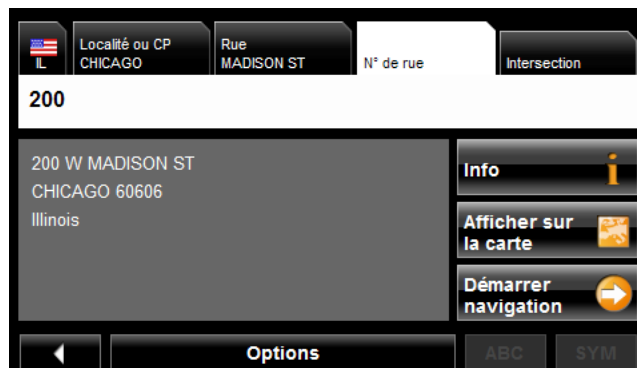 IL
Localité ou CP
CHICAGO
Rue
MADISON ST
N° de rue
Intersection
200
200 W MADISON ST
CHICAGO 60606
Illinois
Info
Afficher sur
la carte
Démarrer
navigation
Options
ABC
SYM